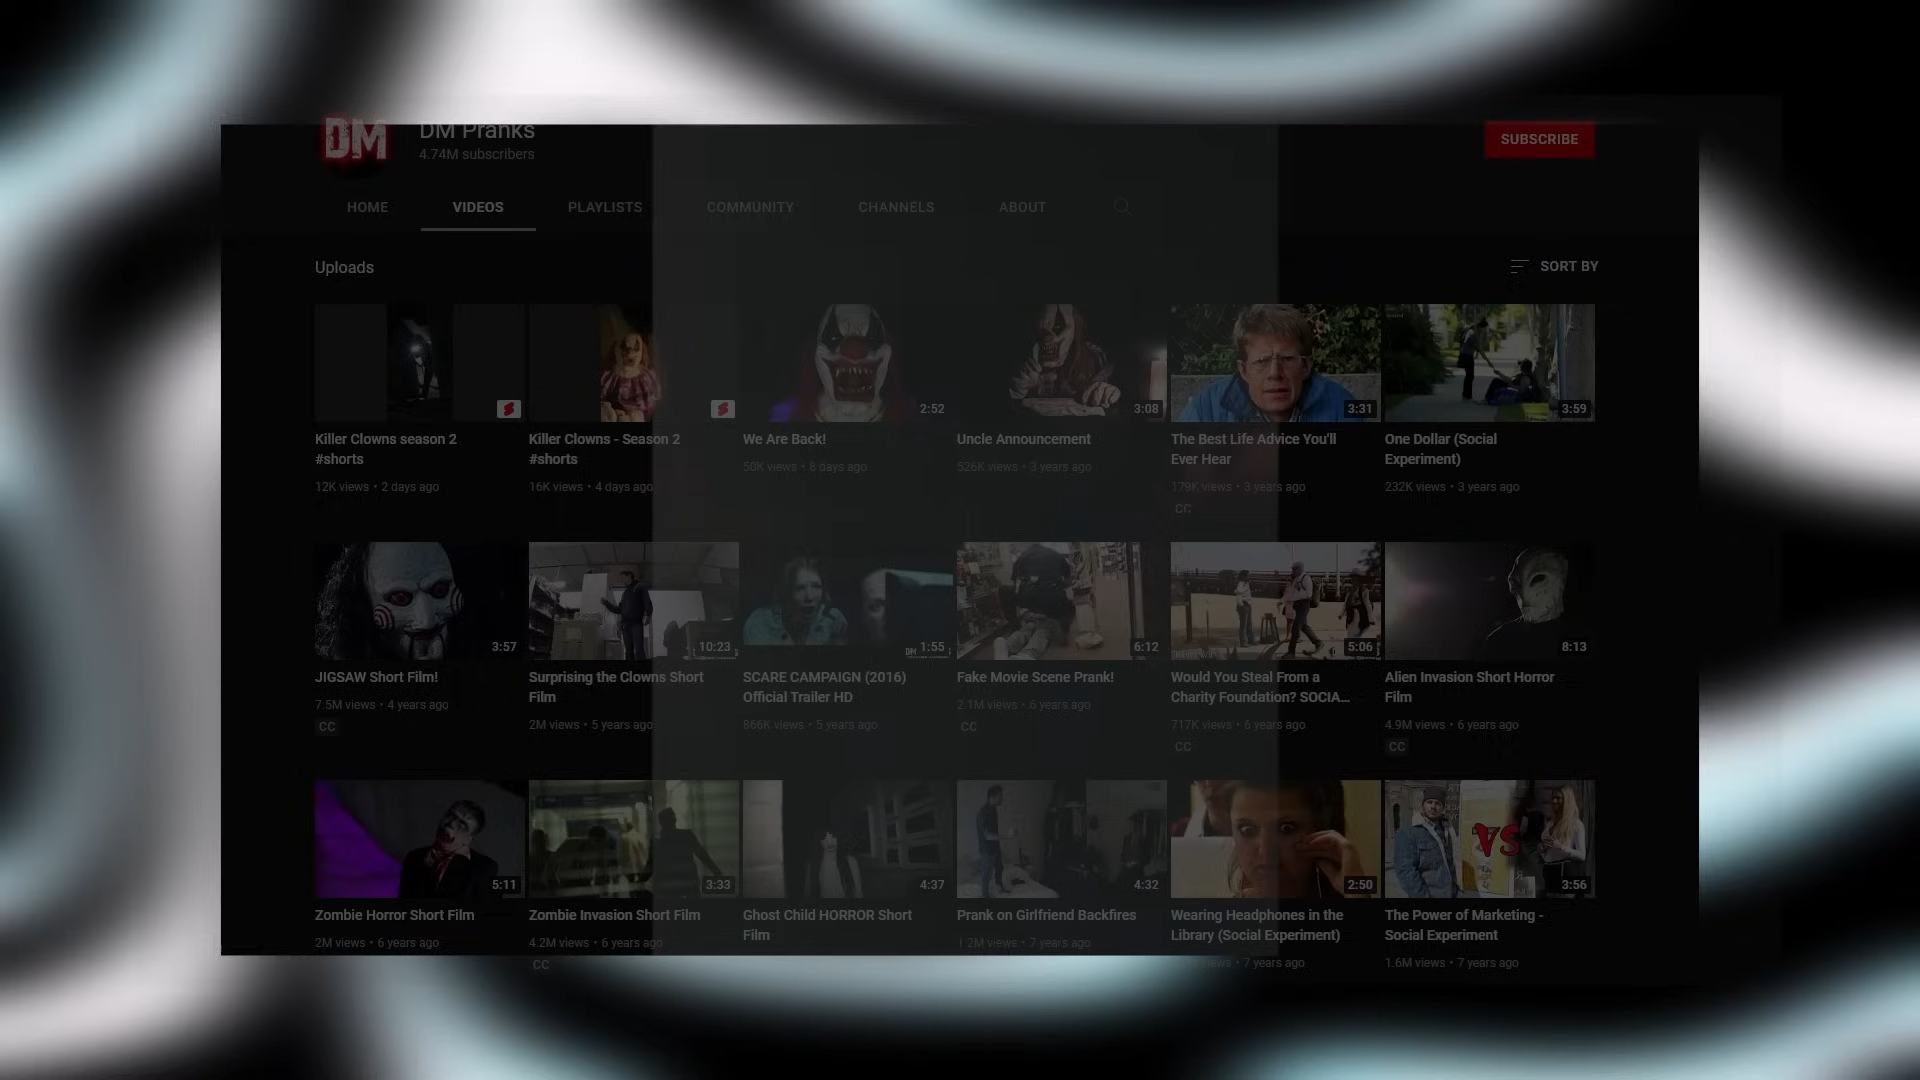 DM
DM Pranks
4.74M subscribers
SUBSCRIBE
HOME
VIDEOS
PLAYLISTS
COMMUNITY
CHANNELS
ABOUT
Uploads
SORT BY
2:52
3:08
3:31
3:59
Killer Clowns season 2
#shorts
12K views • 2 days ago
Killer Clowns - Season 2
#shorts
16K views • 4 days ago
We Are Back!
50K views • 8 days ago
Uncle Announcement
526K views • 3 years ago
The Best Life Advice You'll
Ever Hear
179K views • 3 years ago
CC
One Dollar (Social
Experiment)
232K views • 3 years ago
3:57
10:23
DM
1:55
6:12
5:06
8:13
JIGSAW Short Film!
7.5M views • 4 years ago
CC
Surprising the Clowns Short
Film
2M views • 5 years ago
SCARE CAMPAIGN (2016)
Official Trailer HD
866K views • 5 years ago
Fake Movie Scene Prank!
2.1M views • 6 years ago
CC
Would You Steal From a
Charity Foundation? SOCIA...
717K views • 6 years ago
CC
Alien Invasion Short Horror
Film
4.9M views • 6 years ago
CC
5:11
3:33
4:37
4:32
2:50
VS
3:56
Zombie Horror Short Film
2M views • 6 years ago
Zombie Invasion Short Film
4.2M views • 6 years ago
CC
Ghost Child HORROR Short
Film
Prank on Girlfriend Backfires
1.2M views • 7 years ago
Wearing Headphones in the
Library (Social Experiment)
views • 7 years ago
The Power of Marketing -
Social Experiment
1.6M views • 7 years ago